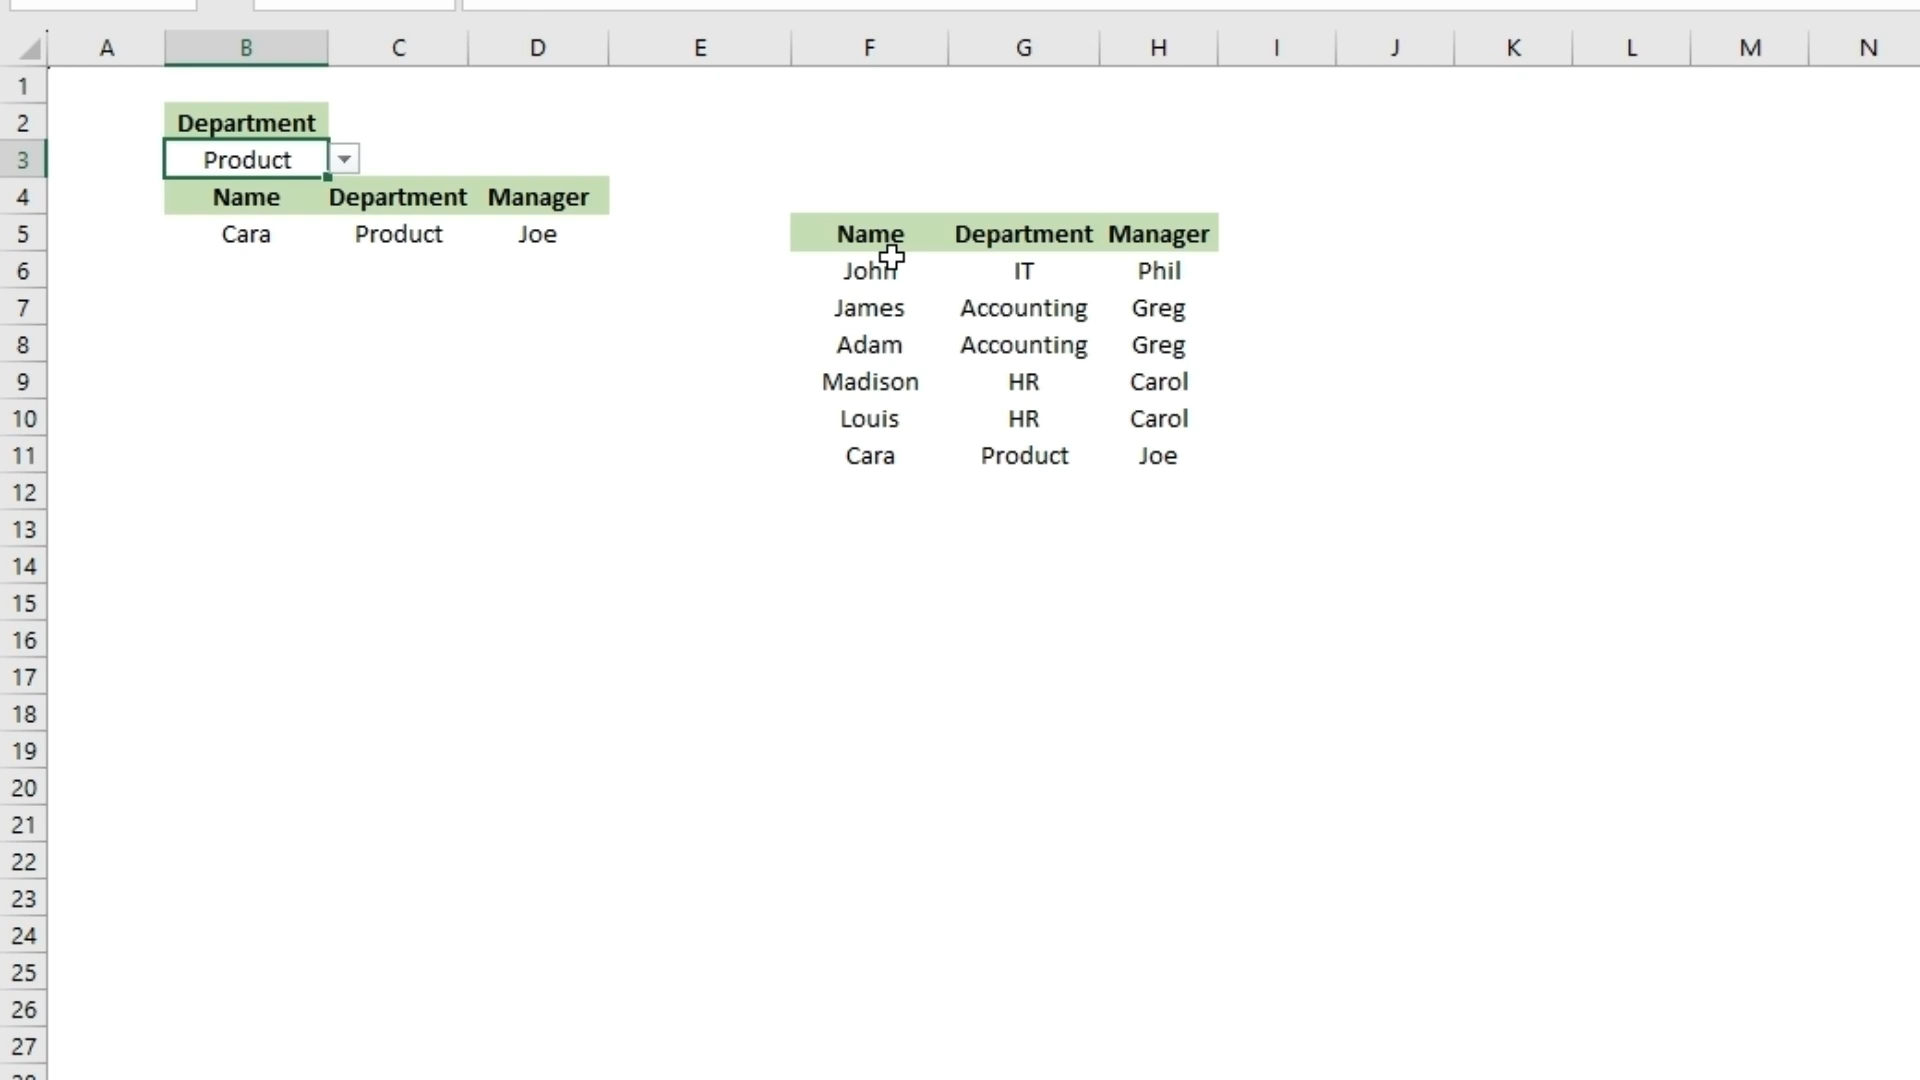 A B C D E F G H I J K L M N
1
2 Department
3 Product
4 Name Department Manager
5 Cara Product Joe Name Department Manager
6 John IT Phil
7 James Accounting Greg
8 Adam Accounting Greg
9 Madison HR Carol
10 Louis HR Carol
11 Cara Product Joe
12
13
14
15
16
17
18
19
20
21
22
23
24
25
26
27